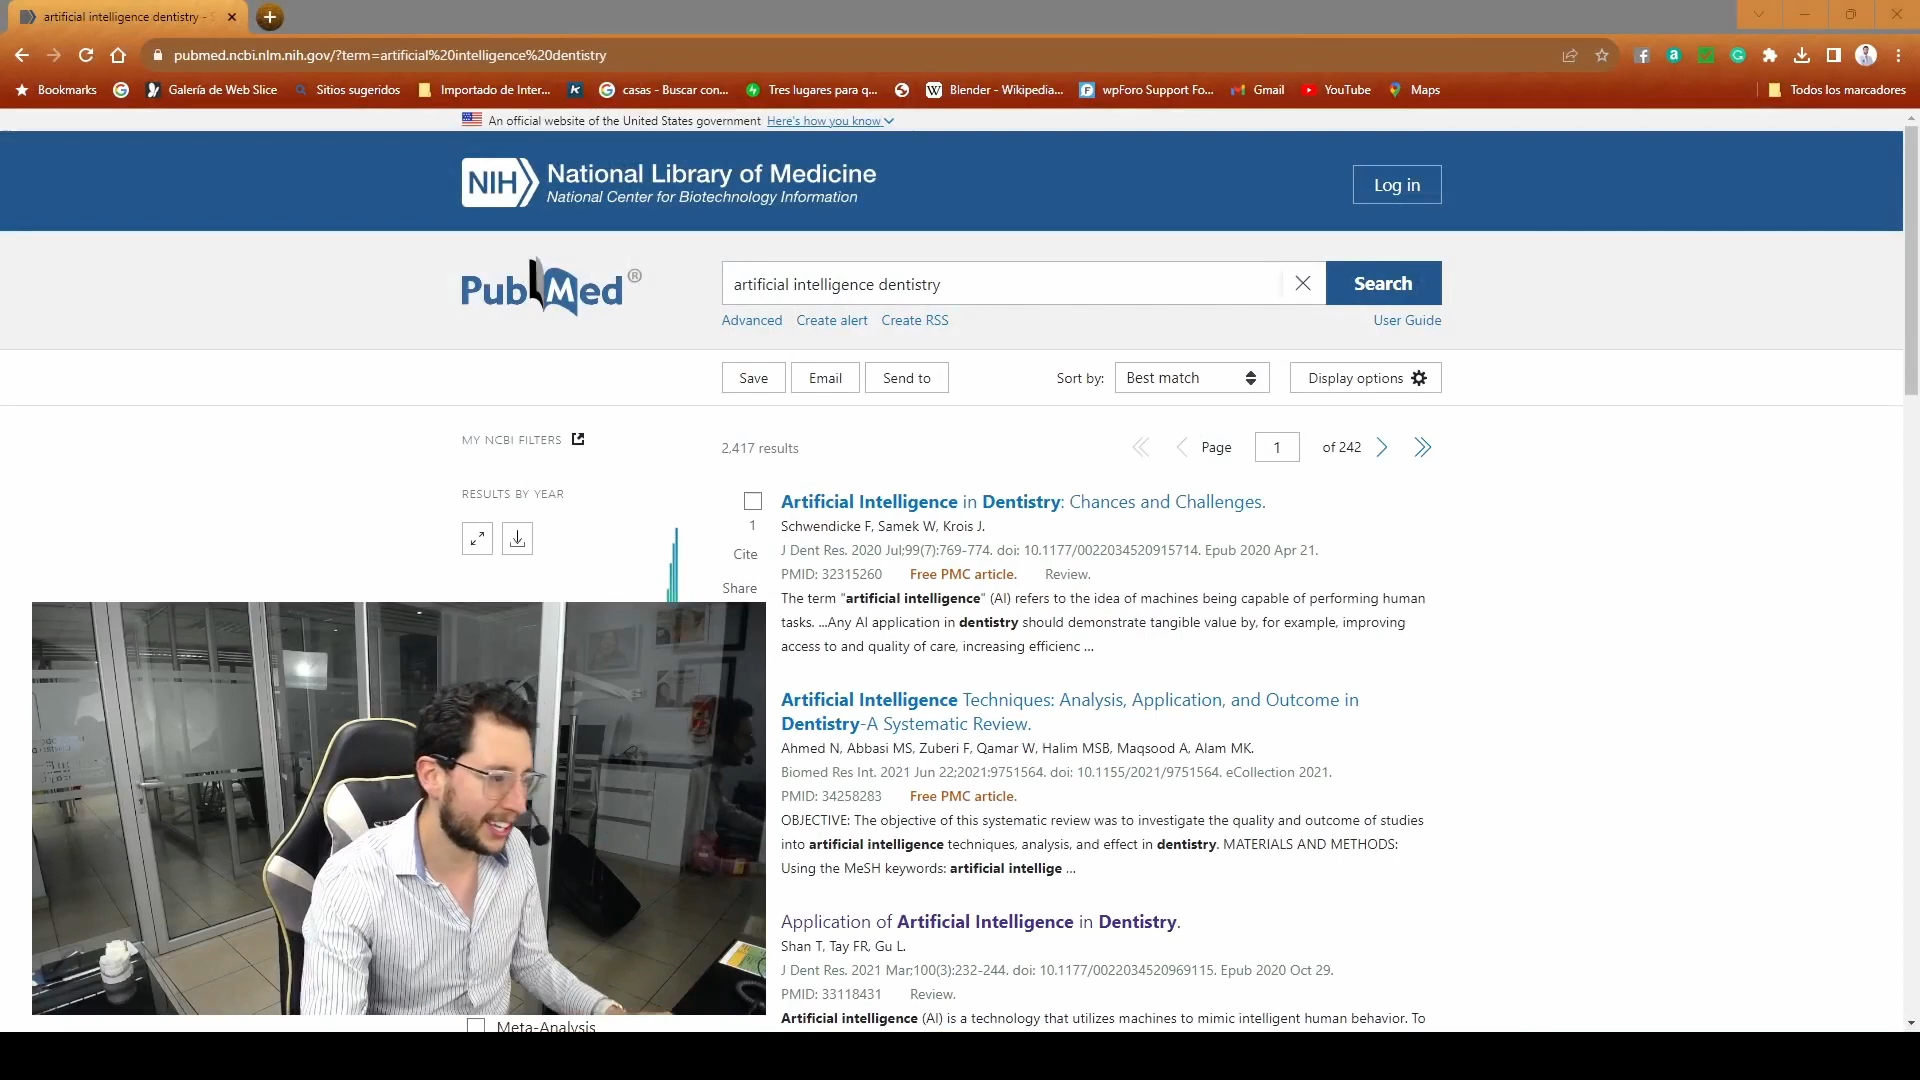 artificial intelligence dentistry -
pubmed.ncbi.nlm.nih.gov/?term=artificial%20intelligence%20dentistry
Bookmarks
Galería de Web Slice
Sitios sugeridos
Importado de Inter...
casas - Buscar con...
Tres lugares para q...
Blender - Wikipedia...
wpForo Support Fo...
Gmail
YouTube
Maps
Todos los marcadores
An official website of the United States government Here's how you know
NIH National Library of Medicine
National Center for Biotechnology Information
Log in
PubMed®
artificial intelligence dentistry
Search
Advanced Create alert Create RSS
User Guide
Save
Email
Send to
Sort by: Best match
Display options
MY NCBI FILTERS
2,417 results
Page 1 of 242
RESULTS BY YEAR
1
Cite
Share
Artificial Intelligence in Dentistry: Chances and Challenges.
Schwendicke F, Samek W, Krois J.
J Dent Res. 2020 Jul;99(7):769-774. doi: 10.1177/0022034520915714. Epub 2020 Apr 21.
PMID: 32315260 Free PMC article. Review.
The term "artificial intelligence" (AI) refers to the idea of machines being capable of performing human
tasks. ...Any AI application in dentistry should demonstrate tangible value by, for example, improving
access to and quality of care, increasing efficienc ...
Artificial Intelligence Techniques: Analysis, Application, and Outcome in
Dentistry-A Systematic Review.
Ahmed N, Abbasi MS, Zuberi F, Qamar W, Halim MSB, Maqsood A, Alam MK.
Biomed Res Int. 2021 Jun 22;2021:9751564. doi: 10.1155/2021/9751564. eCollection 2021.
PMID: 34258283 Free PMC article.
OBJECTIVE: The objective of this systematic review was to investigate the quality and outcome of studies
into artificial intelligence techniques, analysis, and effect in dentistry. MATERIALS AND METHODS:
Using the MeSH keywords: artificial intellige ...
Application of Artificial Intelligence in Dentistry.
Shan T, Tay FR, Gu L.
J Dent Res. 2021 Mar;100(3):232-244. doi: 10.1177/0022034520969115. Epub 2020 Oct 29.
PMID: 33118431 Review.
Artificial intelligence (AI) is a technology that utilizes machines to mimic intelligent human behavior. To
Meta-Analysis